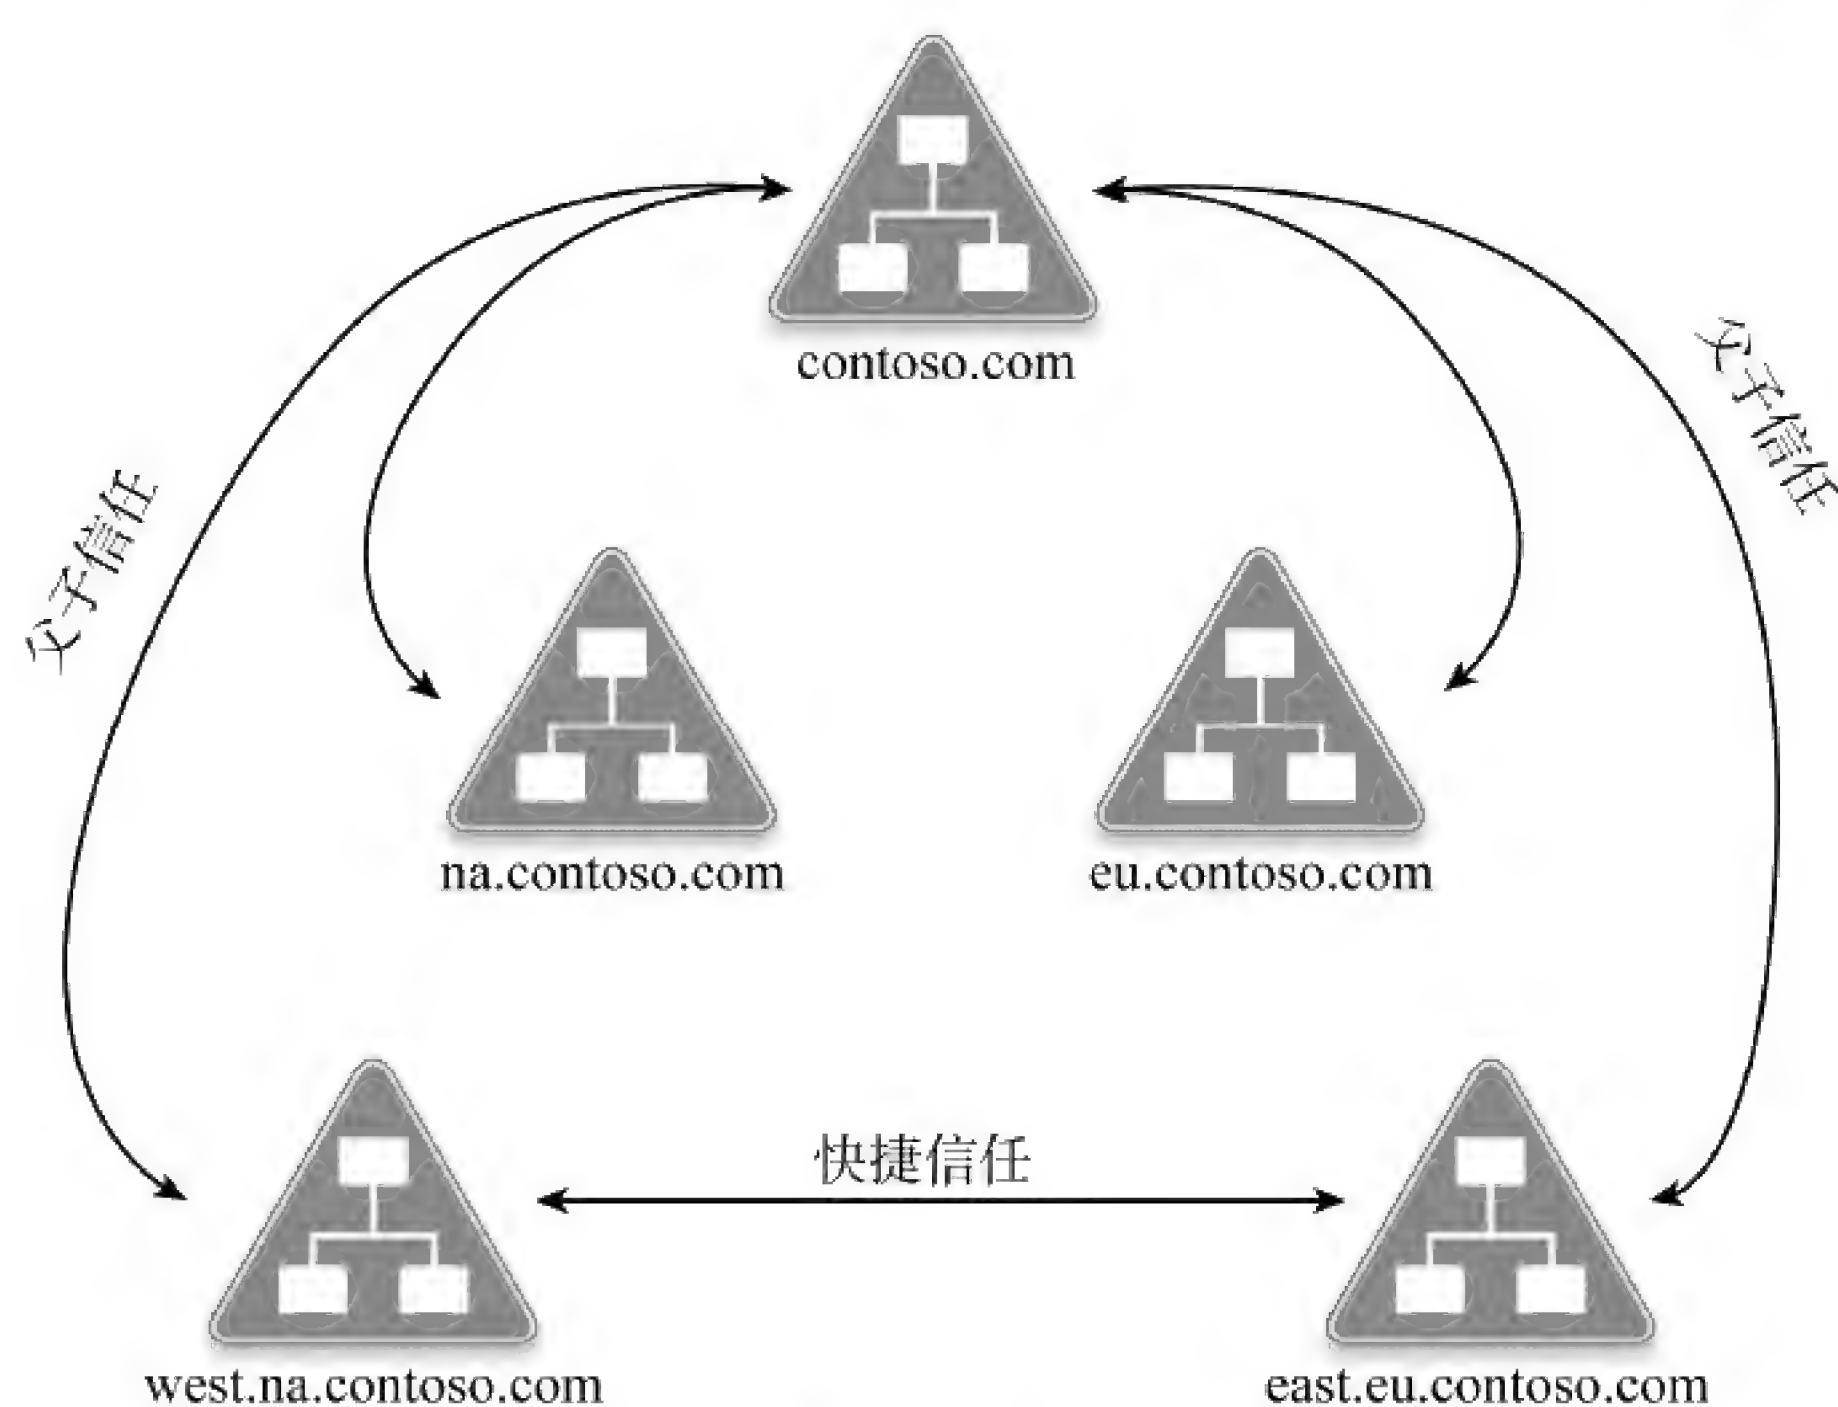 contoso.com
父子信任
父子信任
na.contoso.com
eu.contoso.com
快捷信任
west.na.contoso.com
east.eu.contoso.com